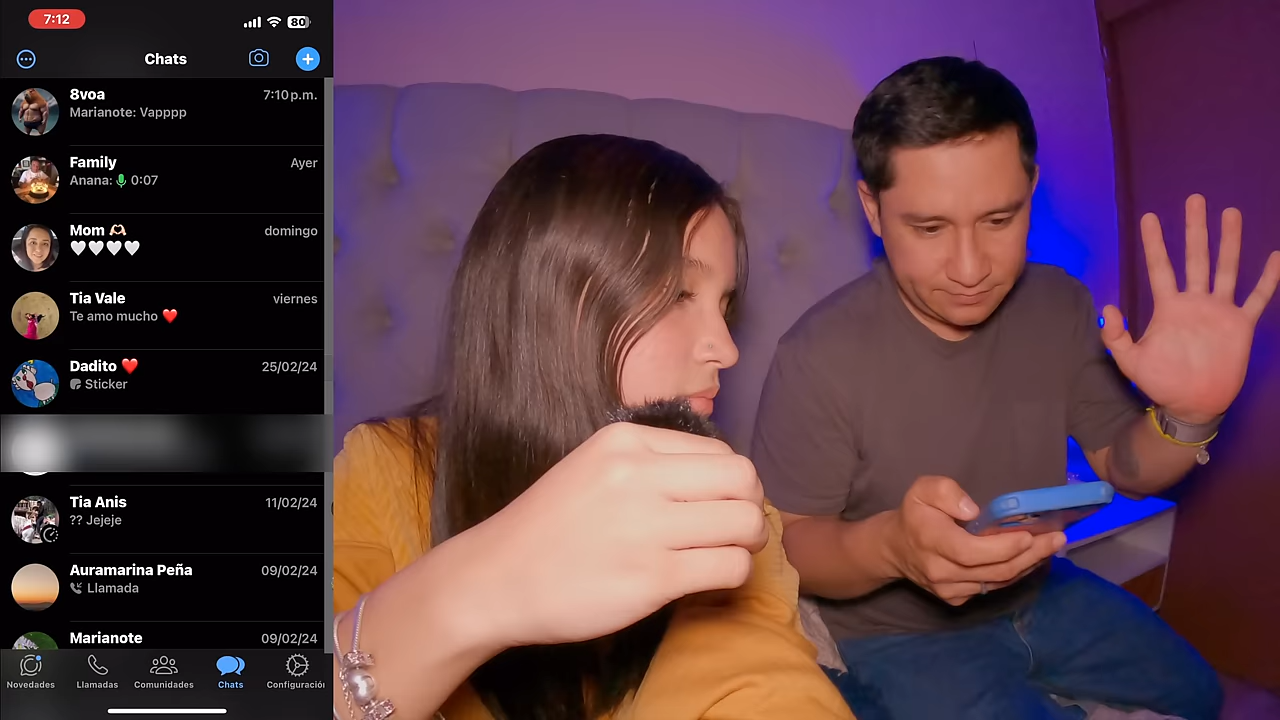 7:12
80
Chats
8voa 7:10 p.m.
Marianote: Vapppp
Family Ayer
Anana: 0:07
Mom domingo
Tia Vale viernes
Te amo mucho
Dadito 25/02/24
Sticker
Tia Anis 11/02/24
?? Jejeje
Auramarina Peña 09/02/24
Llamada
Marianote 09/02/24
Novedades Llamadas Comunidades Chats Configuració